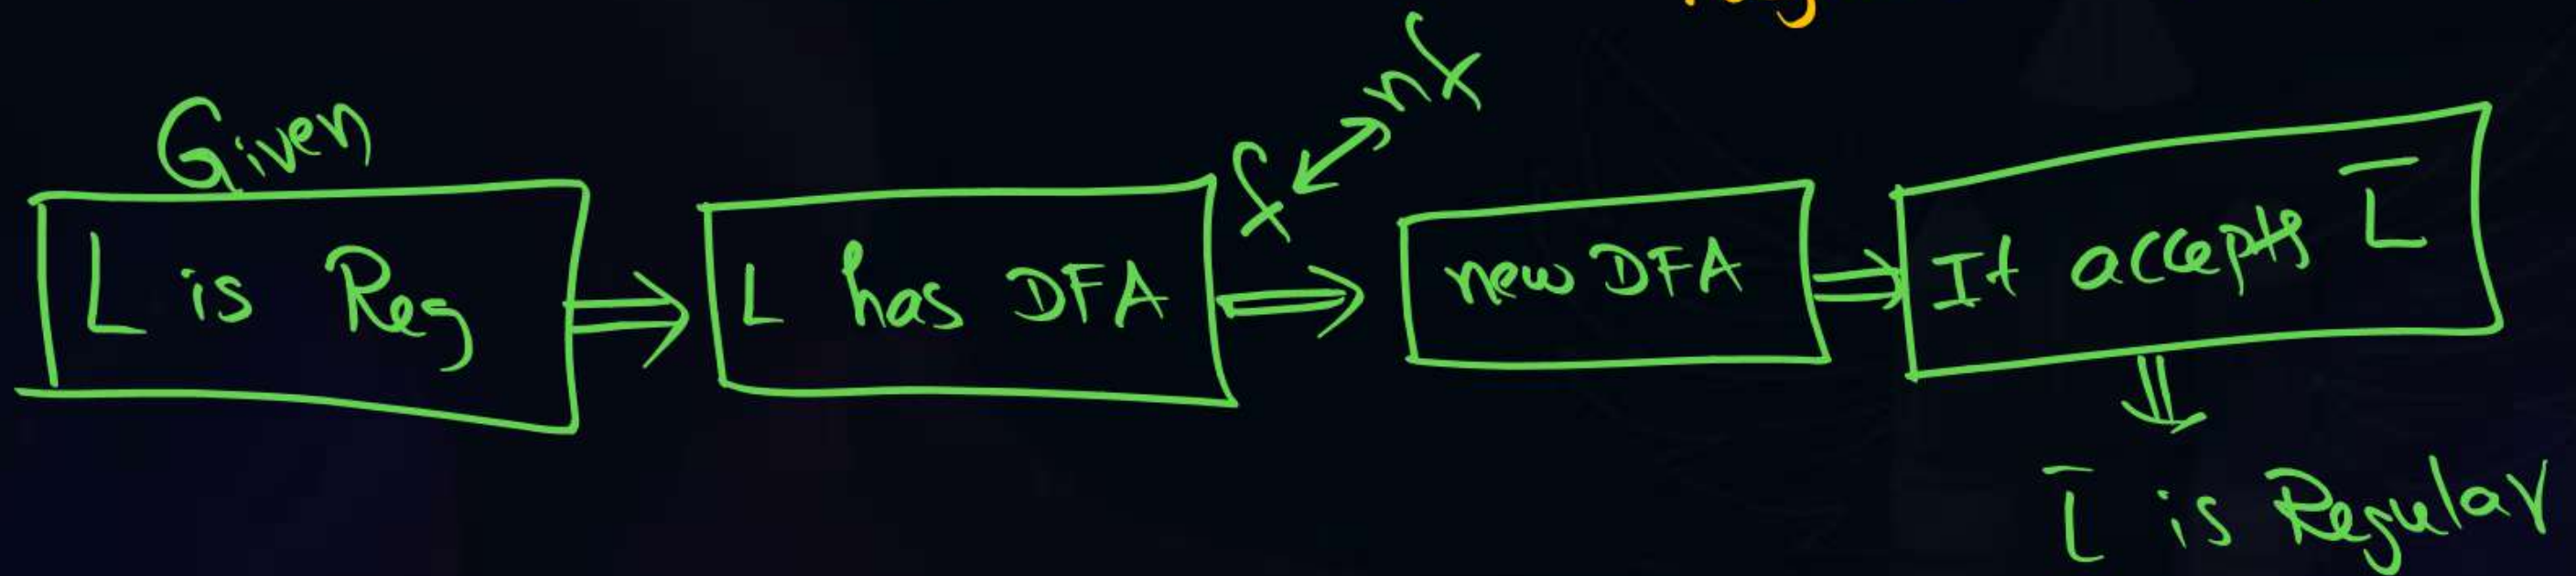 Given
f ↔ nf
L is Reg ⇒ L has DFA ⇒ new DFA ⇒ It accepts L̅
⇓
L̅ is Regular